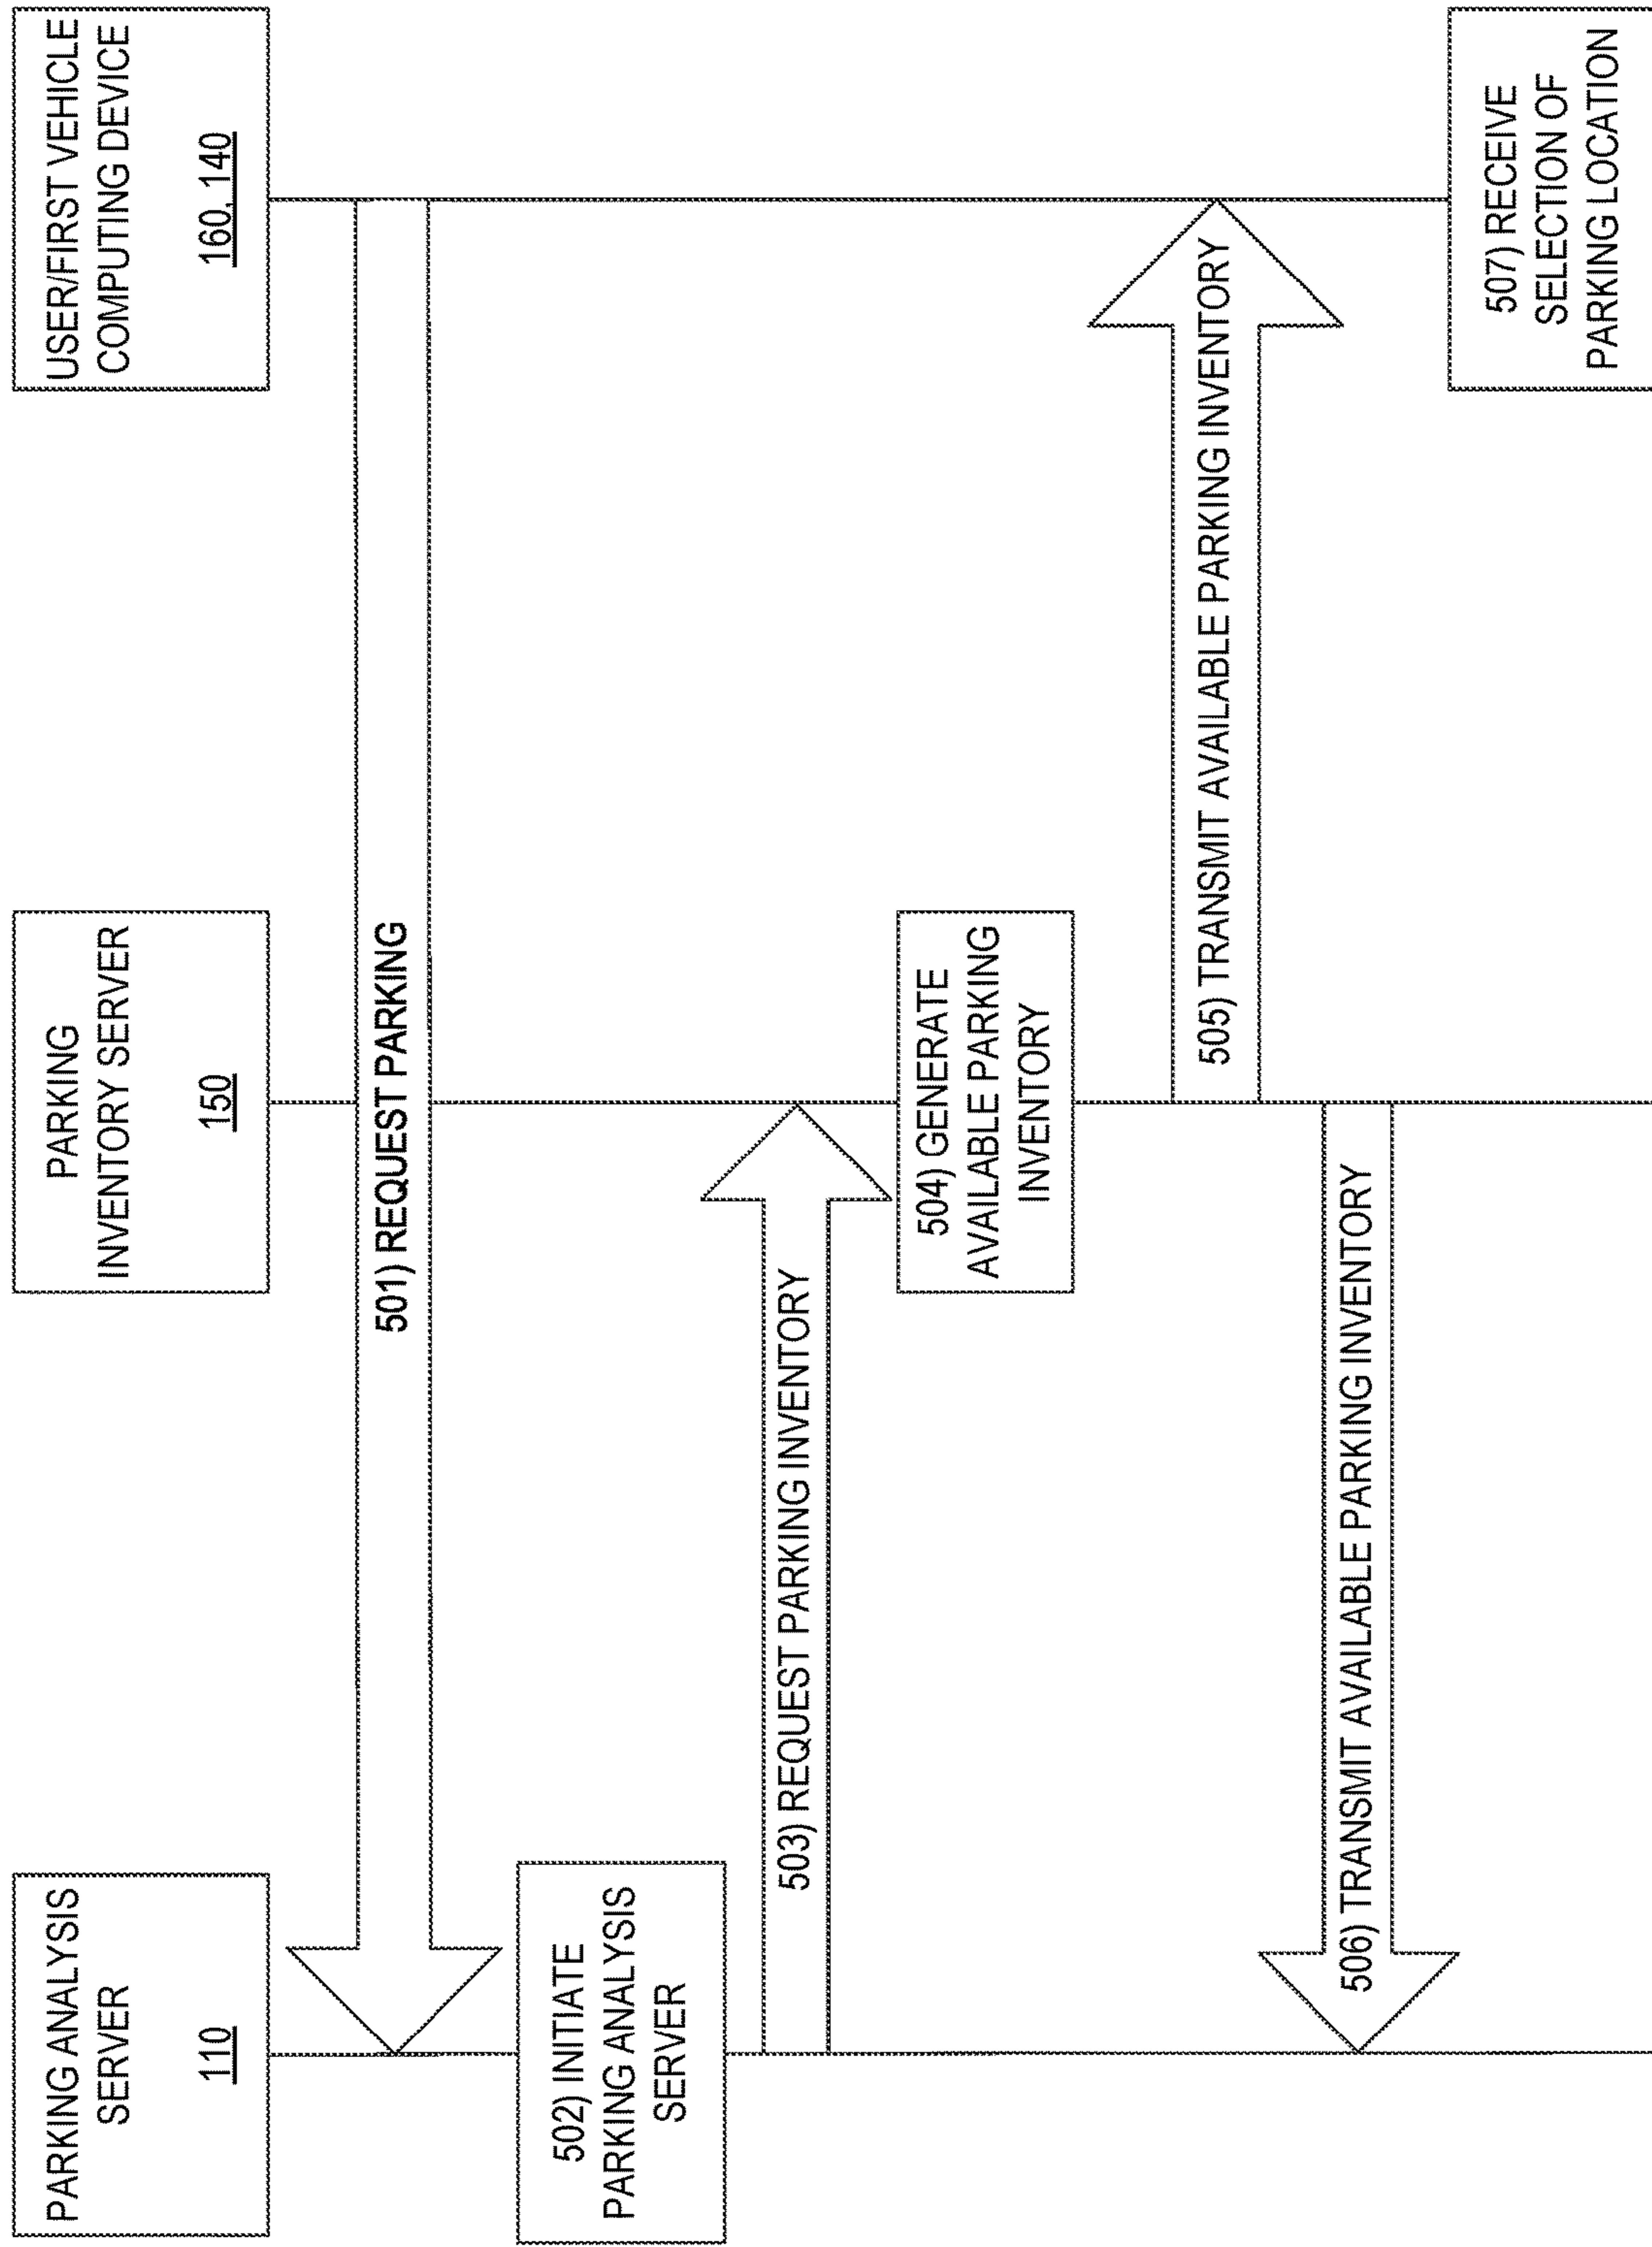 PARKING ANALYSIS
SERVER
110
PARKING
INVENTORY SERVER
150
USER/FIRST VEHICLE
COMPUTING DEVICE
160, 140
501) REQUEST PARKING
502) INITIATE
PARKING ANALYSIS
SERVER
503) REQUEST PARKING INVENTORY
504) GENERATE
AVAILABLE PARKING
INVENTORY
505) TRANSMIT AVAILABLE PARKING INVENTORY
506) TRANSMIT AVAILABLE PARKING INVENTORY
507) RECEIVE
SELECTION OF
PARKING LOCATION